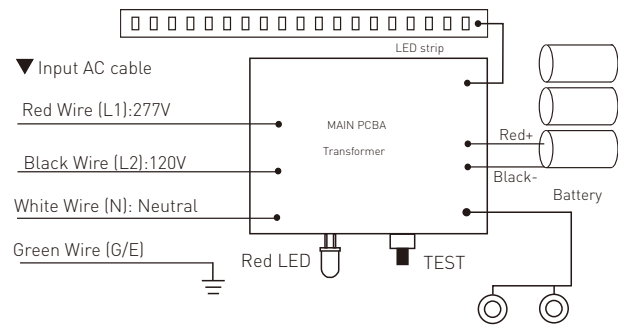 LED strip
▼ Input AC cable
Red Wire (L1):277V
MAIN PCBA
Transformer
Red+
Black Wire (L2):120V
Black-
Battery
White Wire (N): Neutral
Green Wire (G/E)
Red LED
TEST